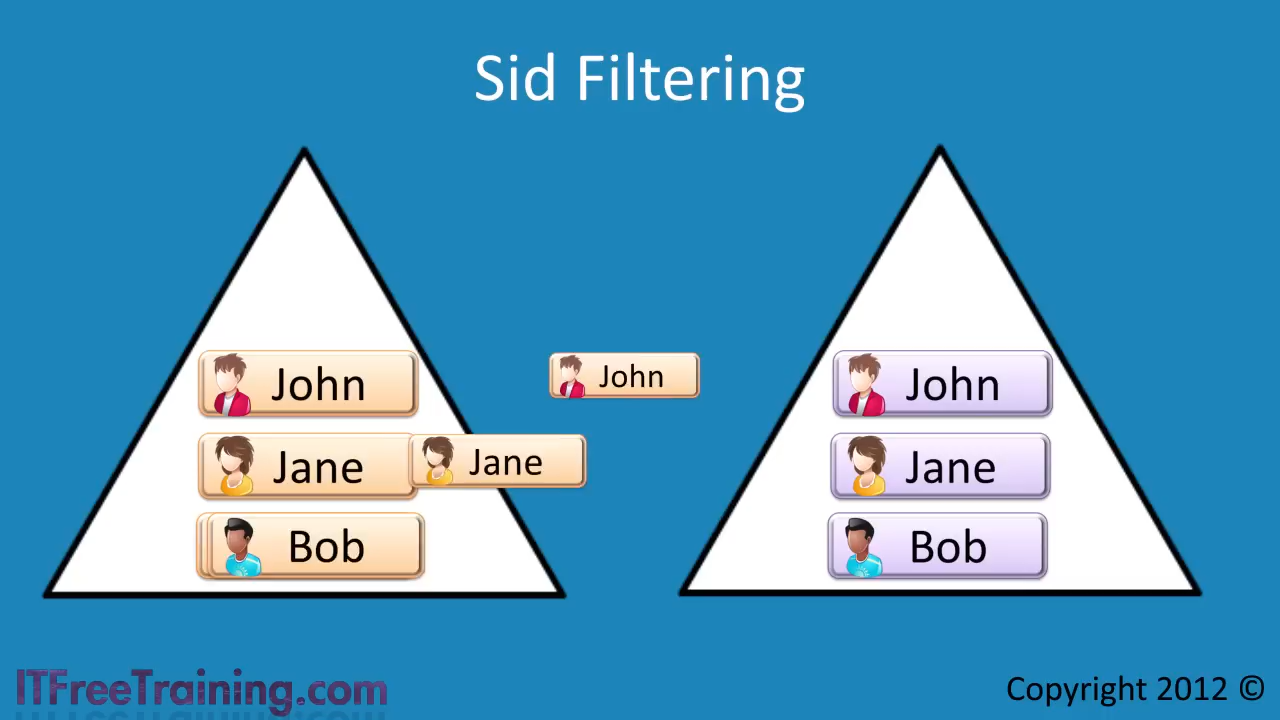 Sid Filtering
John
John
John
Jane
Jane
Jane
Bob
Bob
ITFreeTraining.com
Copyright 2012 ©